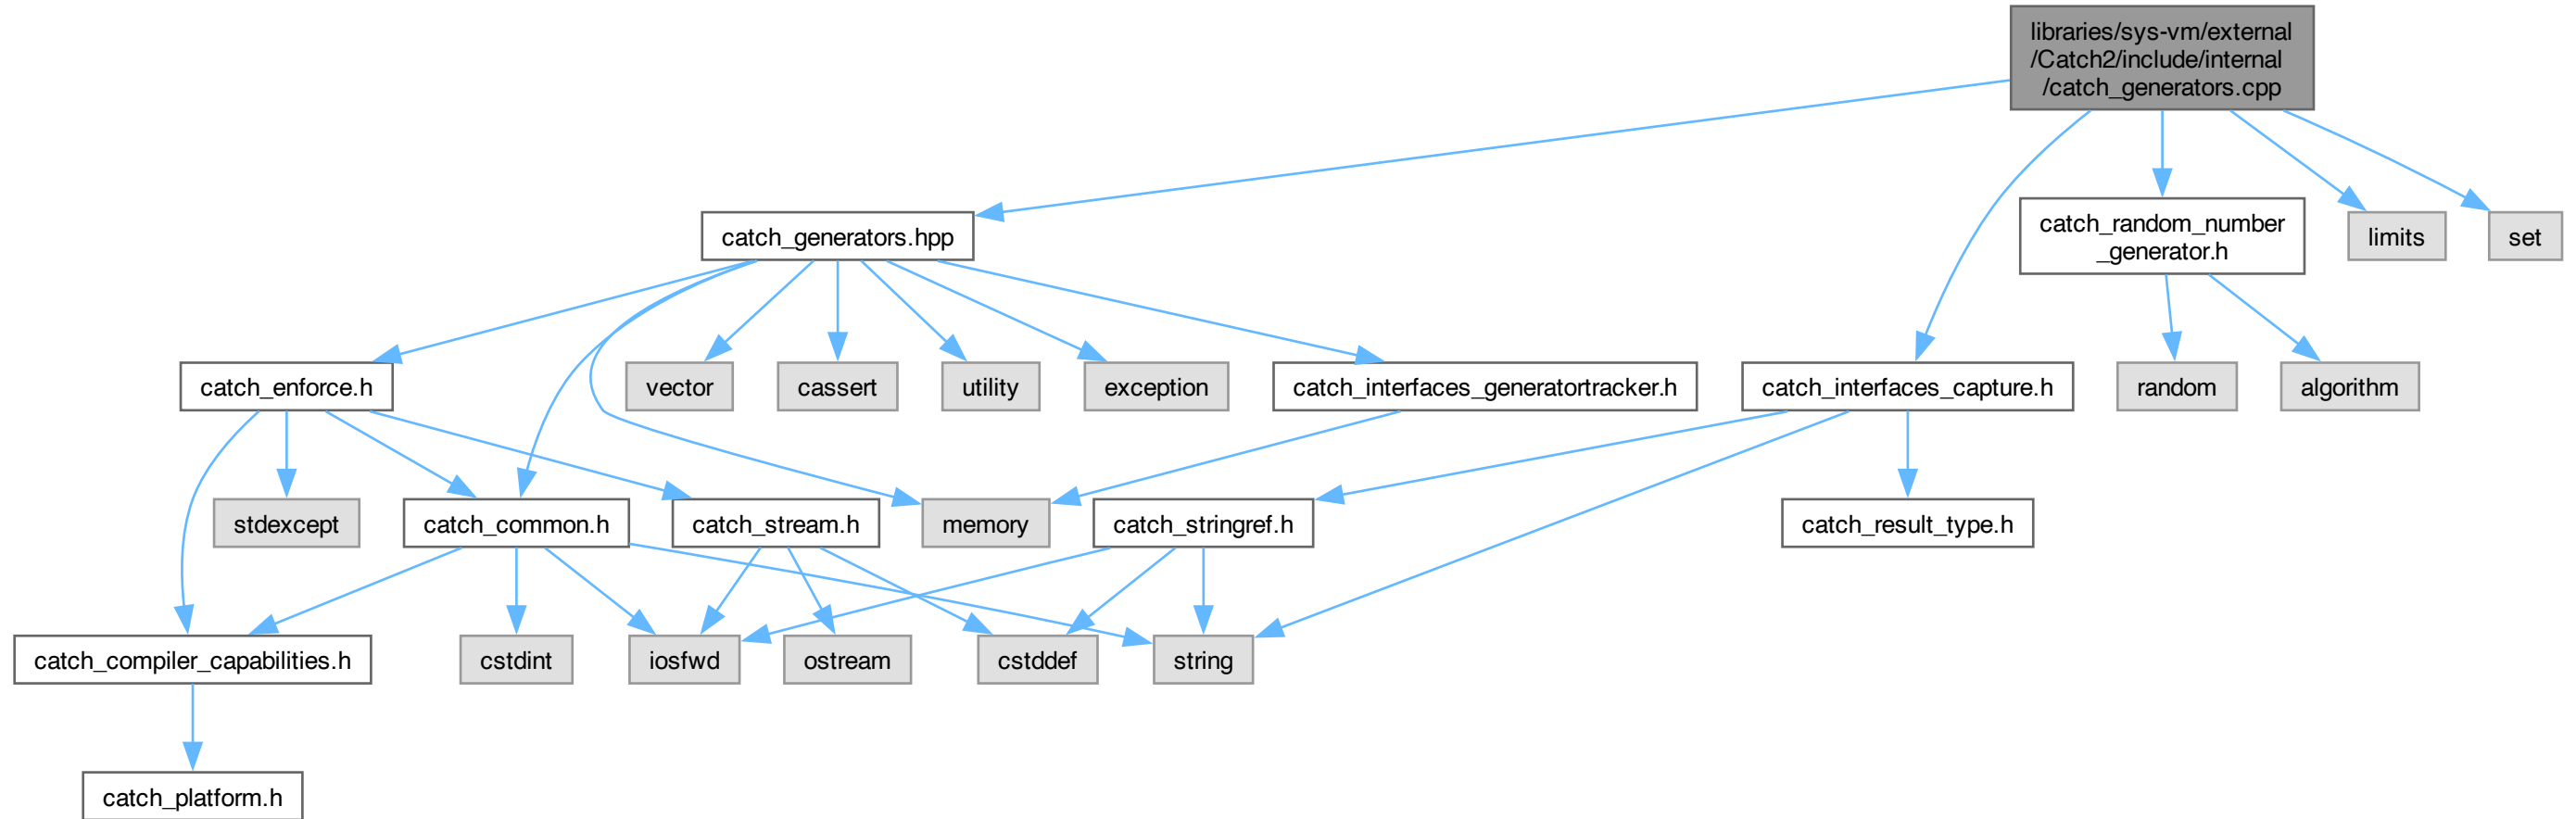 libraries/sys-vm/external
/Catch2/include/internal
/catch_generators.cpp
catch_generators.hpp
catch_random_number
_generator.h
limits
set
catch_enforce.h
vector
cassert
utility
exception
catch_interfaces_generatortracker.h
catch_interfaces_capture.h
random
algorithm
stdexcept
catch_common.h
catch_stream.h
memory
catch_stringref.h
catch_result_type.h
catch_compiler_capabilities.h
cstdint
iosfwd
ostream
cstddef
string
catch_platform.h